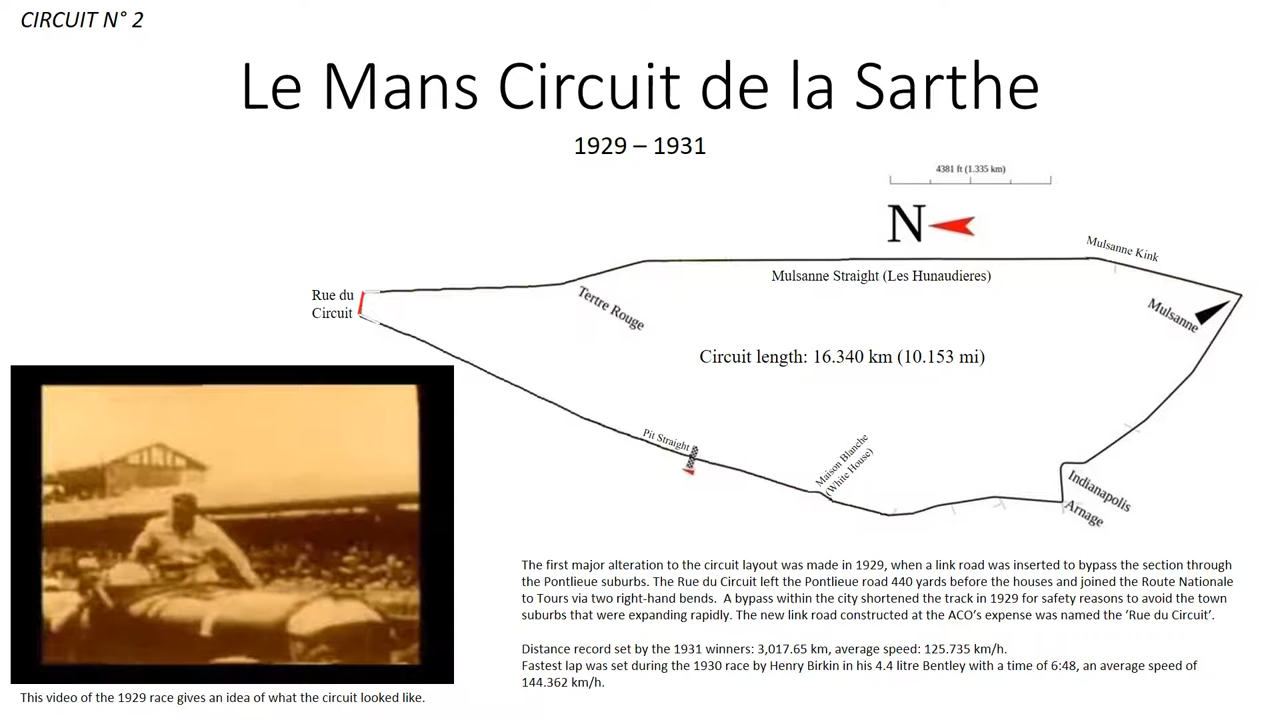 CIRCUIT N° 2
Le Mans Circuit de la Sarthe
1929 – 1931
4381 ft (1.335 km)
N
Mulsanne Kink
Mulsanne Straight (Les Hunaudieres)
Rue du
Circuit
Tertre Rouge
Mulsanne
Circuit length: 16.340 km (10.153 mi)
Pit Straight
Maison Blanche
(White House)
Indianapolis
Arnage
The first major alteration to the circuit layout was made in 1929, when a link road was inserted to bypass the section through
the Pontlieue suburbs. The Rue du Circuit left the Pontlieue road 440 yards before the houses and joined the Route Nationale
to Tours via two right-hand bends.  A bypass within the city shortened the track in 1929 for safety reasons to avoid the town
suburbs that were expanding rapidly. The new link road constructed at the ACO's expense was named the 'Rue du Circuit'.
Distance record set by the 1931 winners: 3,017.65 km, average speed: 125.735 km/h.
Fastest lap was set during the 1930 race by Henry Birkin in his 4.4 litre Bentley with a time of 6:48, an average speed of
144.362 km/h.
This video of the 1929 race gives an idea of what the circuit looked like.